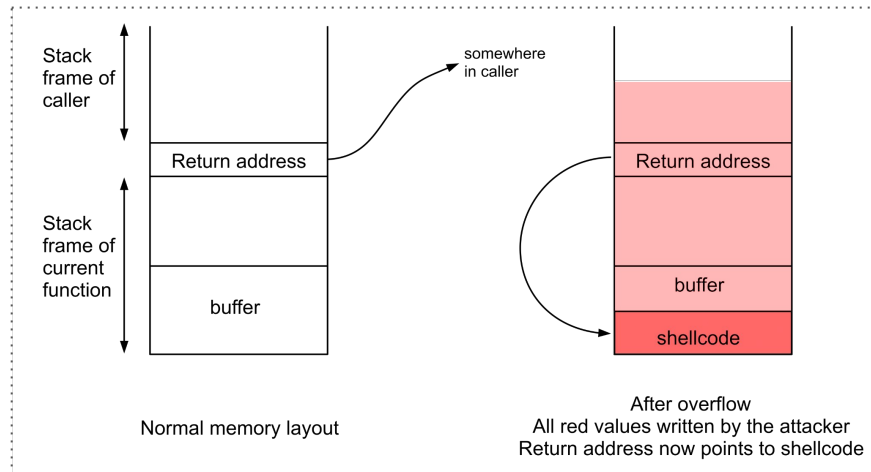 Stack
frame of
caller
Return address
somewhere
in caller
Stack
frame of
current
function
buffer
Normal memory layout
Return address
buffer
shellcode
After overflow
All red values written by the attacker
Return address now points to shellcode